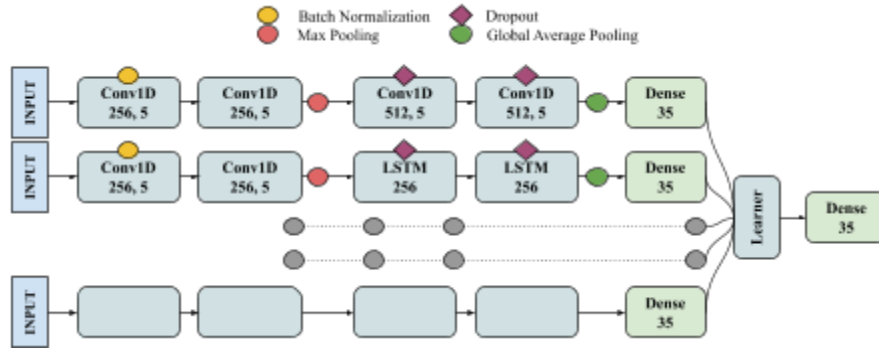 Batch Normalization
Dropout
Max Pooling
Global Average Pooling
INPUT
Conv1D
256, 5
Conv1D
256, 5
Conv1D
512, 5
Conv1D
512, 5
Dense
35
INPUT
Conv1D
256, 5
Conv1D
256, 5
LSTM
256
LSTM
256
Dense
35
Learner
Dense
35
INPUT
Dense
35